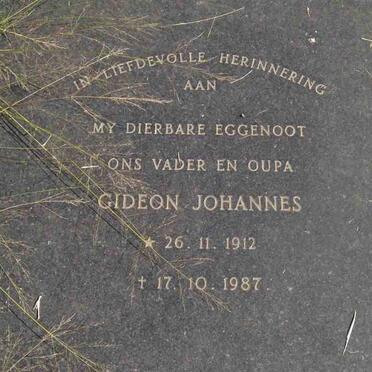 IN LIEFDEVOLLE HERINNERING
AAN
MY DIERBARE EGGENOOT
ONS VADER EN OUPA
GIDEON JOHANNES
★ 26. 11. 1912
† 17. 10. 1987.